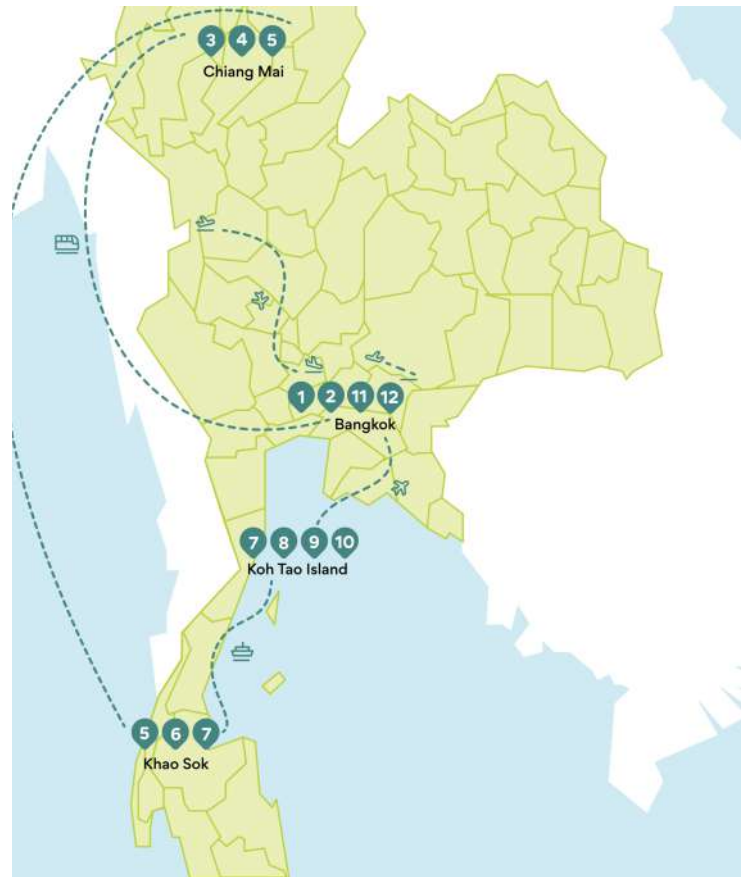 3 4 5
Chiang Mai
1 2 11 12
Bangkok
7 8 9 10
Koh Tao Island
5 6 7
Khao Sok